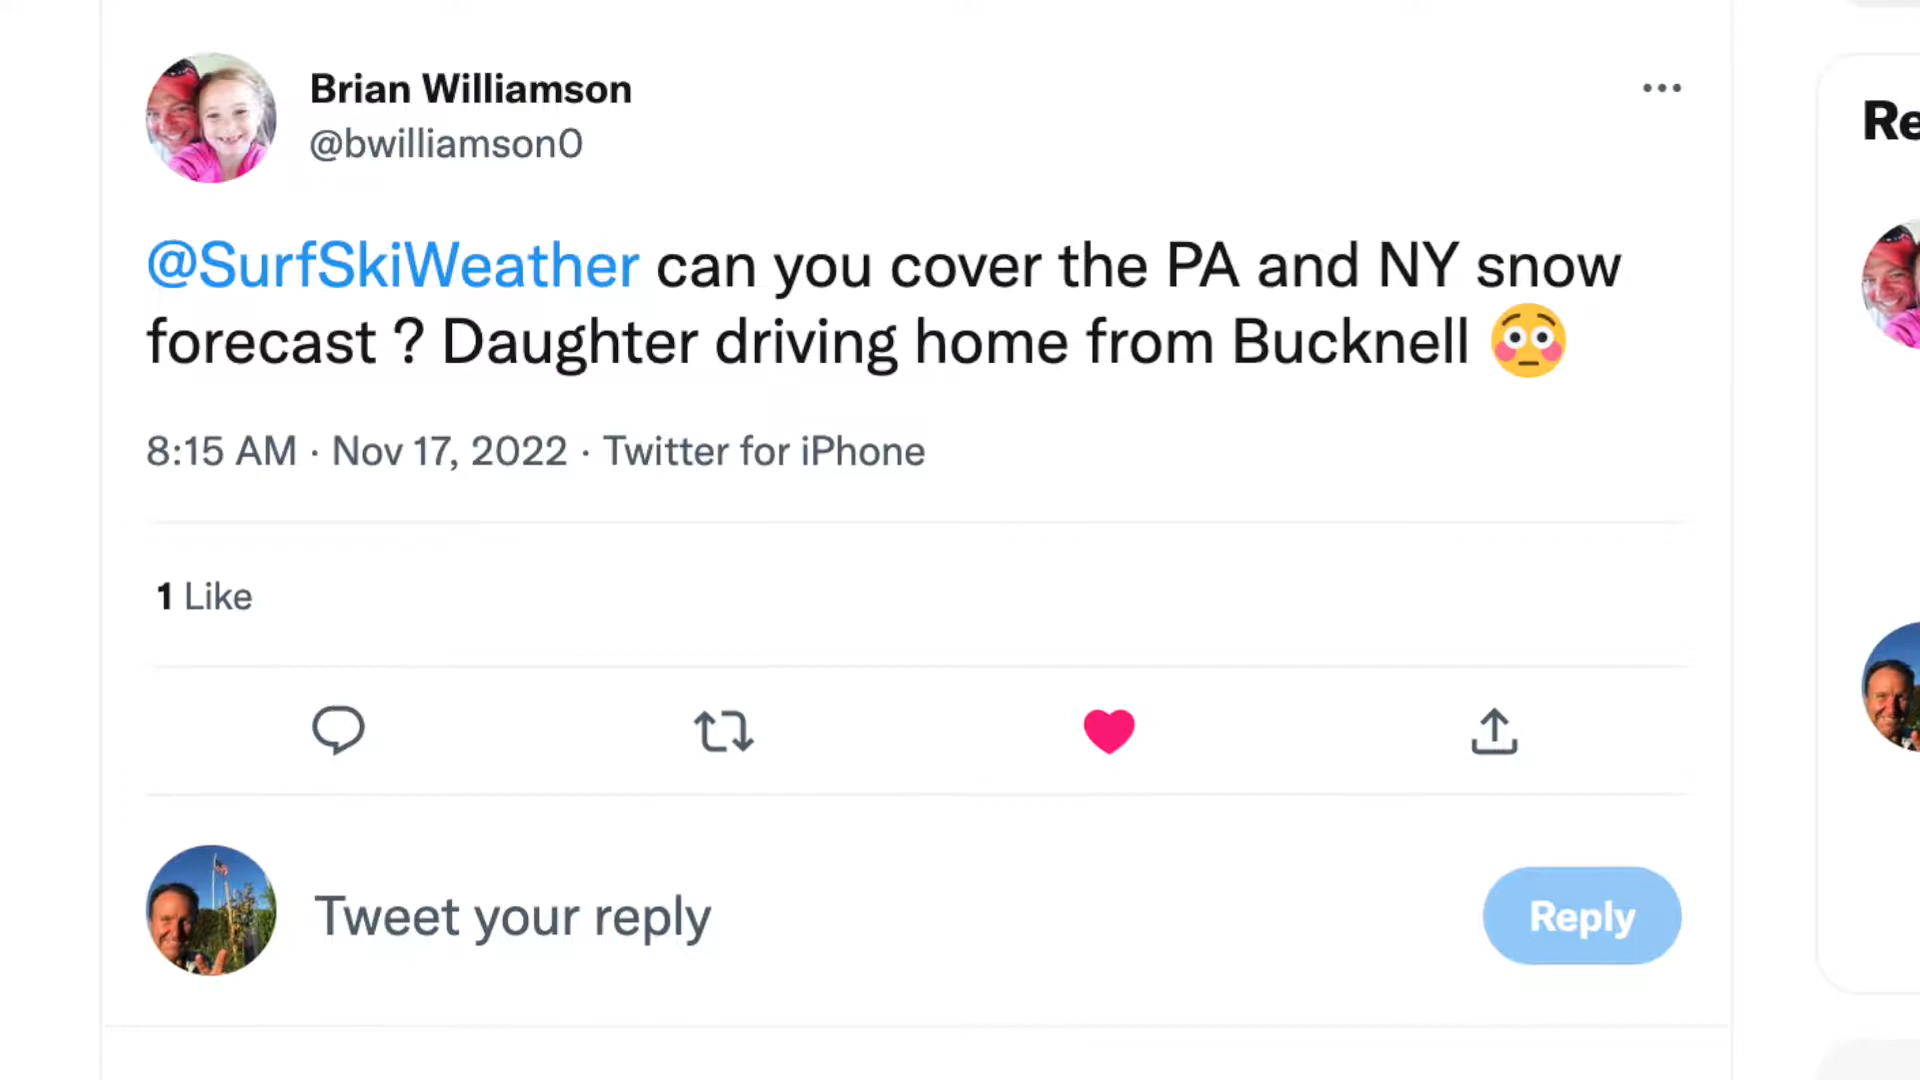 Brian Williamson
@bwilliamson0
@SurfSkiWeather can you cover the PA and NY snow
forecast ? Daughter driving home from Bucknell 😳
8:15 AM · Nov 17, 2022 · Twitter for iPhone
1 Like
Tweet your reply
Reply
Re